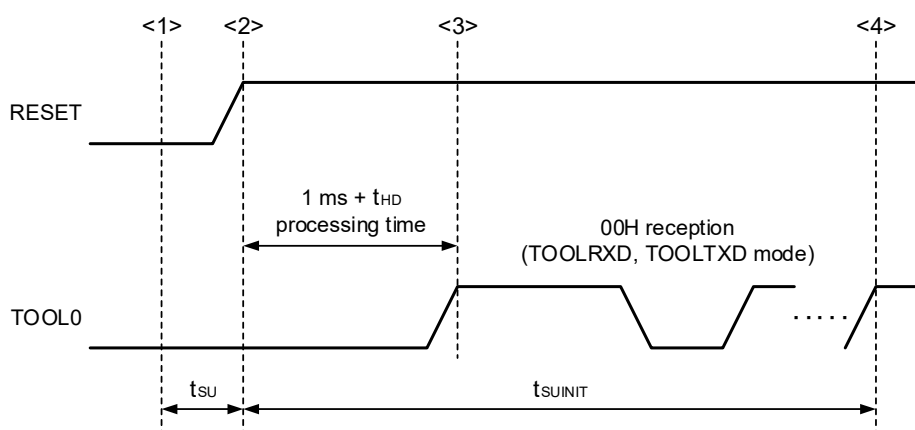 <1> <2> <3> <4>
RESET
1 ms + tHD
processing time
00H reception
(TOOLRXD, TOOLTXD mode)
TOOL0
.....
tSU tSUINIT